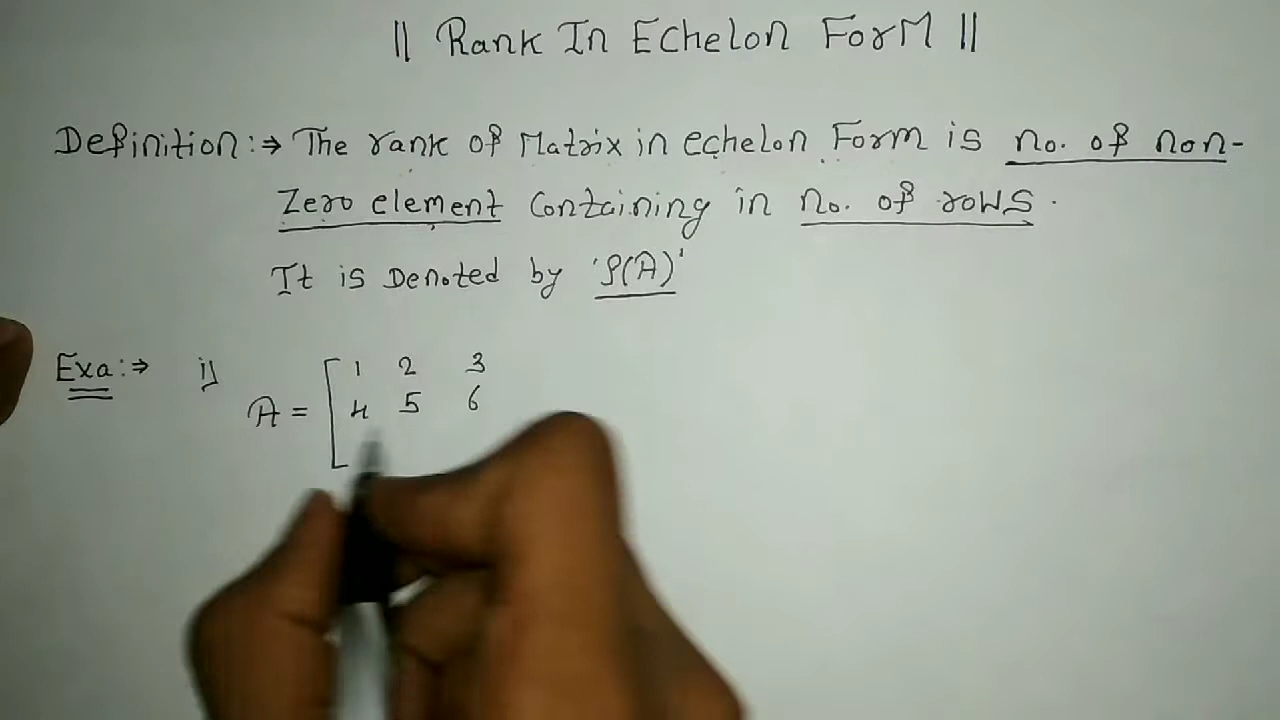 || Rank In Echelon Form ||
Definition:⇒ The rank of Matrix in echelon Form is no. of non-
Zero element Containing in no. of rows.
It is Denoted by 'ρ(A)'
Exa:⇒ i)
A = [ 1 2 3
4 5 6